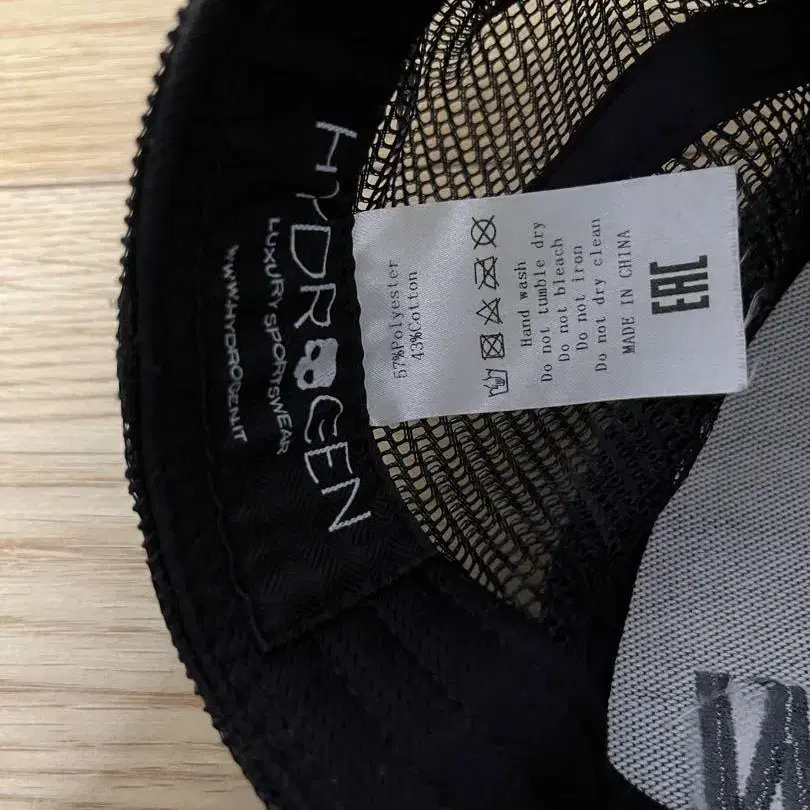 HYDROGEN
LUXURY SPORTSWEAR
WWW.HYDROGEN.IT
57%Polyester
43%Cotton
Hand wash
Do not tumble dry
Do not bleach
Do not iron
Do not dry clean
MADE IN CHINA
EAC